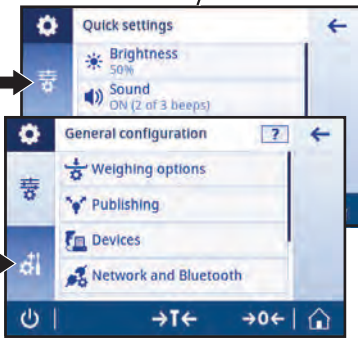 Quick settings
Brightness
50%
Sound
ON (2 of 3 beeps)
General configuration ?
Weighing options
Publishing
Devices
Network and Bluetooth
→T← →0←